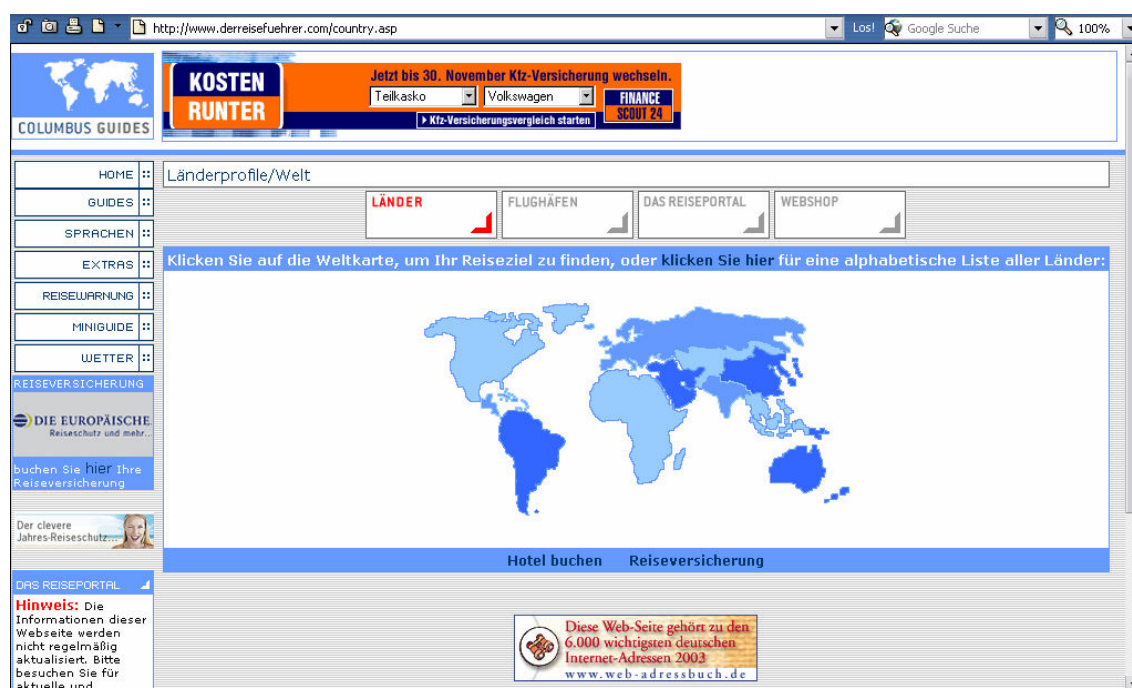 http://www.derreisefuehrer.com/country.asp
Los!
Google Suche
100%
COLUMBUS GUIDES
KOSTEN
RUNTER
Jetzt bis 30. November Kfz-Versicherung wechseln.
Teilkasko
Volkswagen
FINANCE
SCOUT 24
Kfz-Versicherungsvergleich starten
HOME
GUIDES
SPRACHEN
EXTRAS
REISEWARNUNG
MINIGUIDE
WETTER
REISEVERSICHERUNG
DIE EUROPÄISCHE
Reiseschutz und mehr...
buchen Sie hier Ihre
Reiseversicherung
Der clevere
Jahres-Reiseschutz...
DAS REISEPORTAL
Hinweis: Die
Informationen dieser
Webseite werden
nicht regelmäßig
aktualisiert. Bitte
besuchen Sie für
aktuelle und
Länderprofile/Welt
LÄNDER
FLUGHÄFEN
DAS REISEPORTAL
WEBSHOP
Klicken Sie auf die Weltkarte, um Ihr Reiseziel zu finden, oder klicken Sie hier für eine alphabetische Liste aller Länder:
Hotel buchen Reiseversicherung
Diese Web-Seite gehört zu den
6.000 wichtigsten deutschen
Internet-Adressen 2003
www.web-adressbuch.de